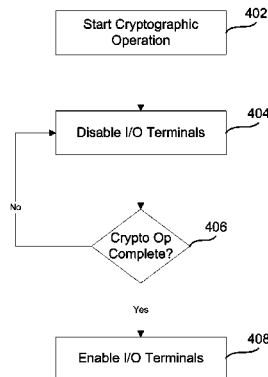 Start Cryptographic
Operation
402
Disable I/O Terminals
404
No
Crypto Op
Complete?
406
Yes
Enable I/O Terminals
408